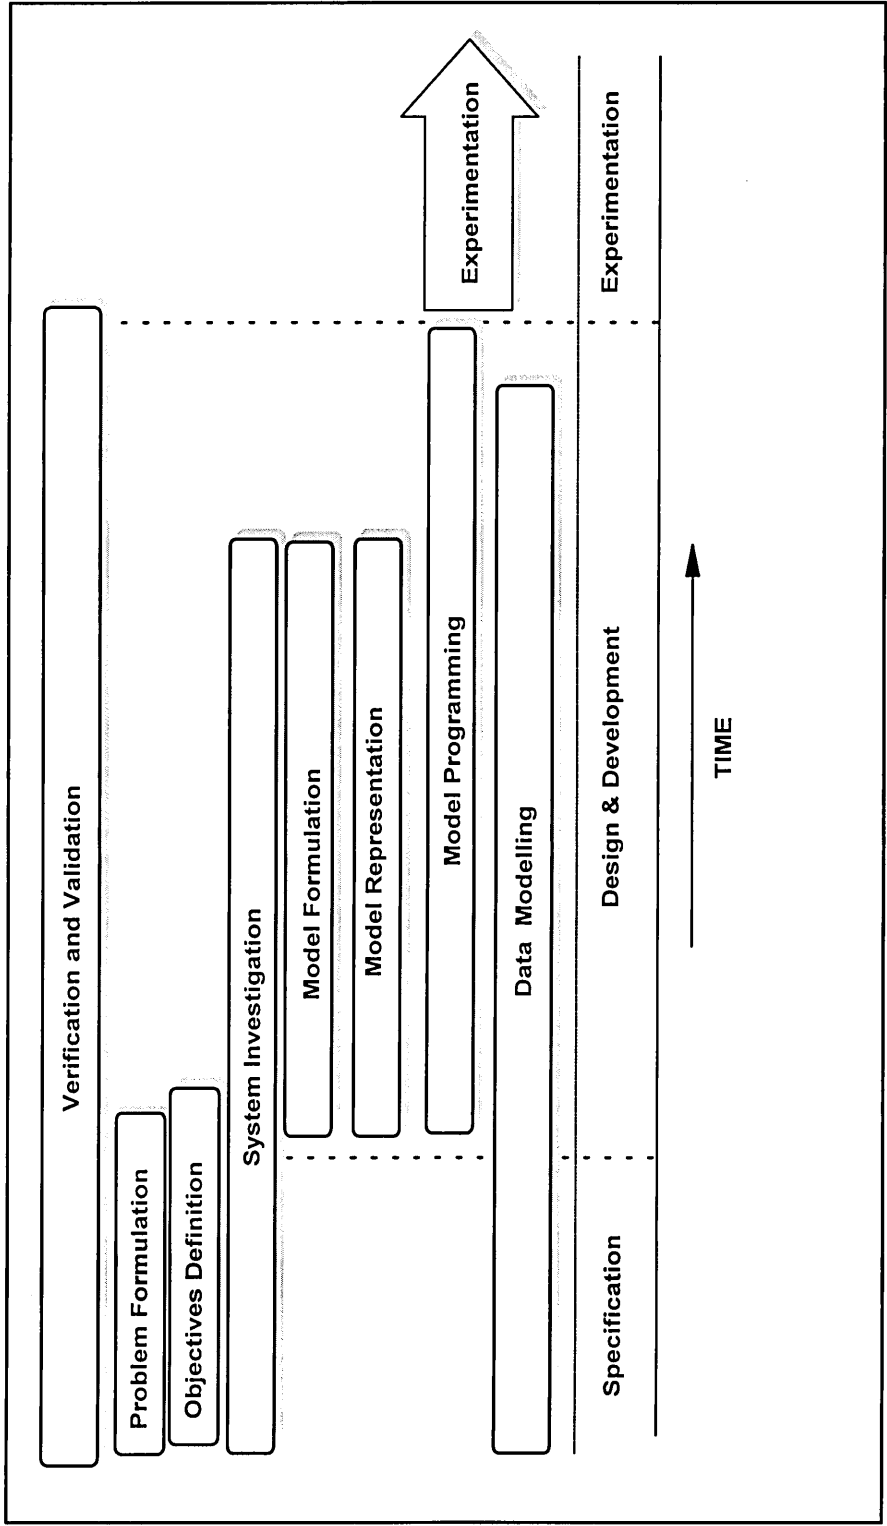 Verification and Validation
Problem Formulation
Objectives Definition
System Investigation
Model Formulation
Model Representation
Model Programming
Experimentation
Data Modelling
Specification
Design & Development
Experimentation
TIME